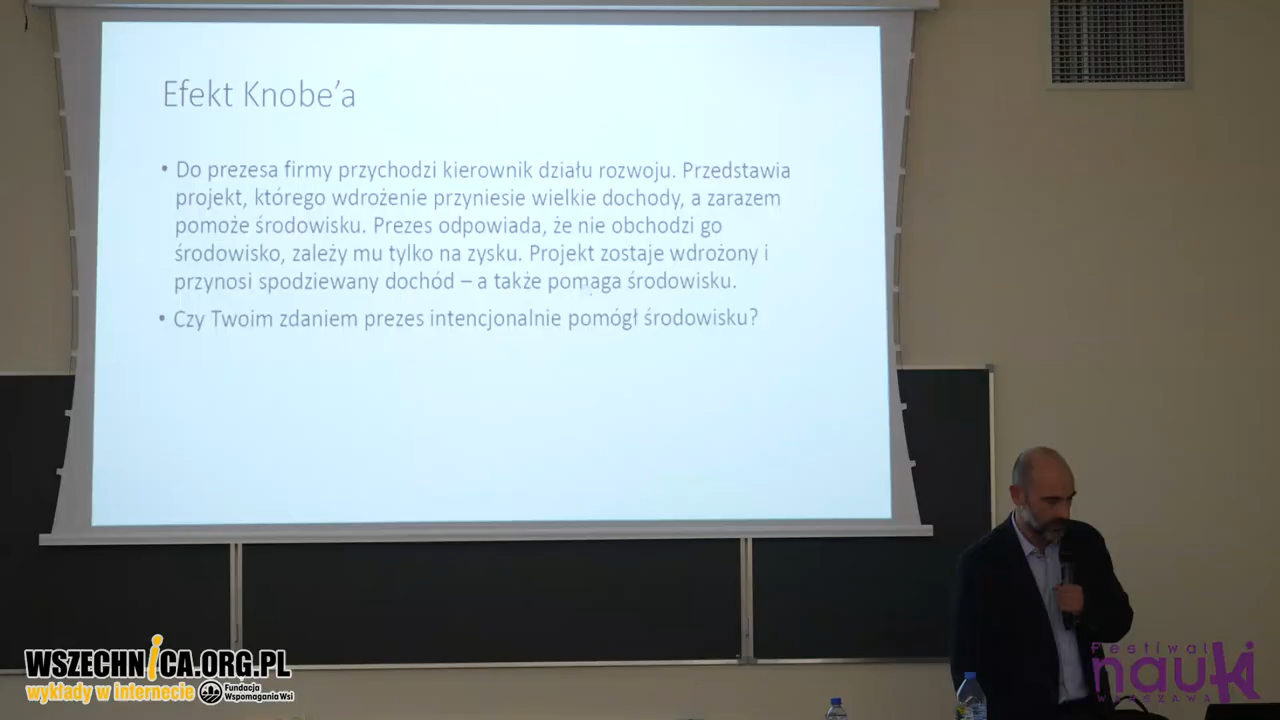 Efekt Knobe'a
• Do prezesa firmy przychodzi kierownik działu rozwoju. Przedstawia
projekt, którego wdrożenie przyniesie wielkie dochody, a zarazem
pomoże środowisku. Prezes odpowiada, że nie obchodzi go
środowisko, zależy mu tylko na zysku. Projekt zostaje wdrożony i
przynosi spodziewany dochód – a także pomaga środowisku.
• Czy Twoim zdaniem prezes intencjonalnie pomógł środowisku?
WSZECHNICA.ORG.PL
wykłady w internecie
Fundacja
Wspomagania Wsi
Festiwal
nauki
WARSZAWA